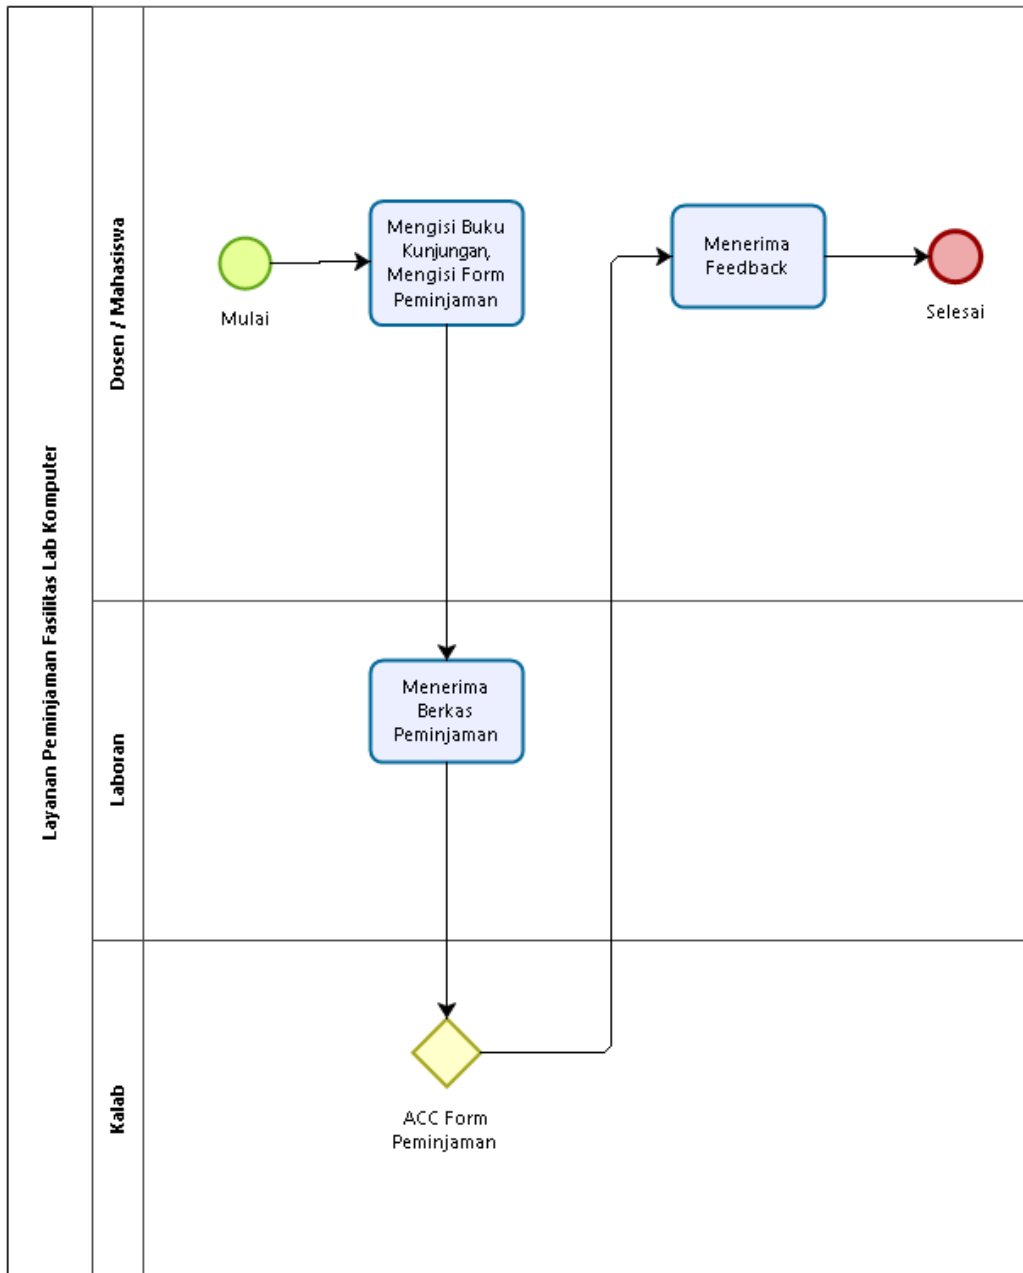 Layanan Peminjaman Fasilitas Lab Komputer
Dosen / Mahasiswa
Mulai
Mengisi Buku
Kunjungan,
Mengisi Form
Peminjaman
Menerima
Feedback
Selesai
Laboran
Menerima
Berkas
Peminjaman
Kalab
ACC Form
Peminjaman